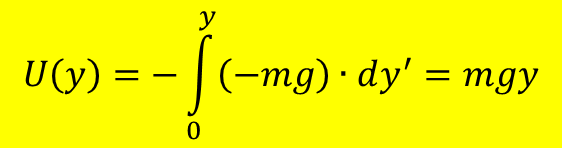 U(y) = − ∫₀ʸ (−mg) · dy′ = mgy